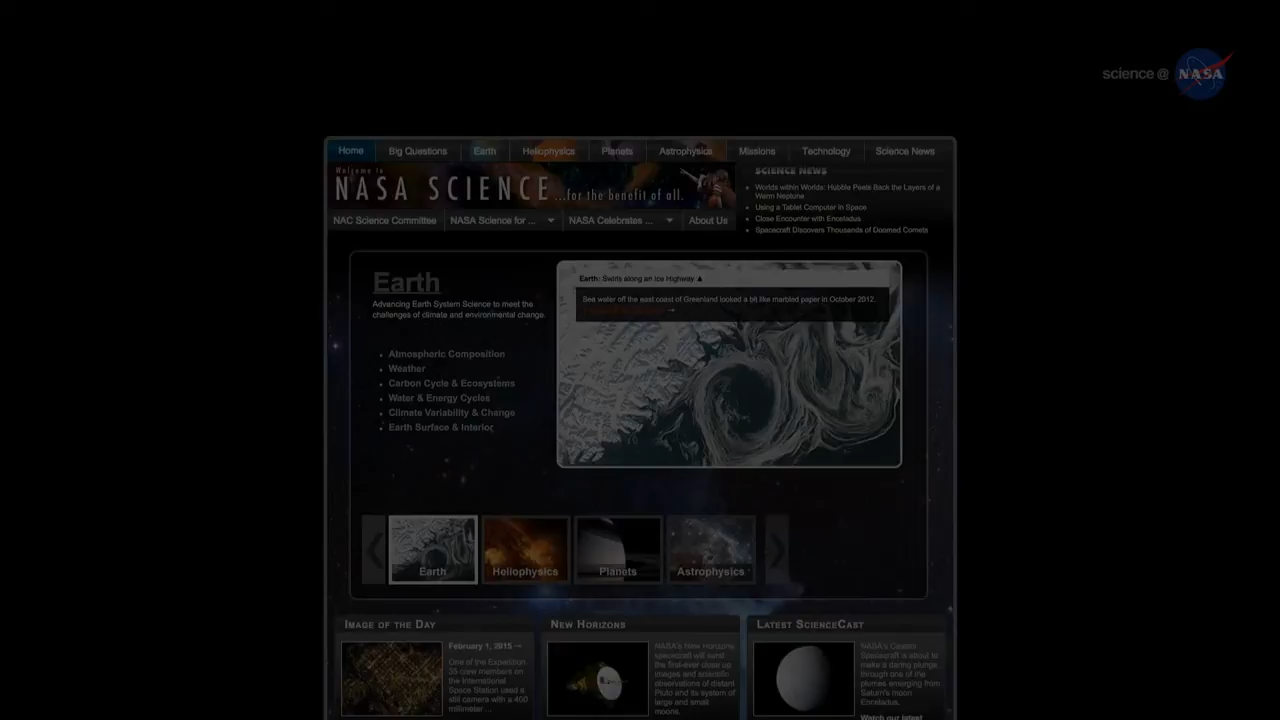 science @ NASA
Home Big Questions Earth Heliophysics Planets Astrophysics Missions Technology Science News
Welcome to
NASA SCIENCE ...for the benefit of all.
SCIENCE NEWS
Worlds within Worlds: Hubble Peels Back the Layers of a
Warm Neptune
Using a Tablet Computer in Space
Close Encounter with Enceladus
Spacecraft Discovers Thousands of Doomed Comets
NAC Science Committee NASA Science for ... NASA Celebrates ... About Us
Earth
Advancing Earth System Science to meet the
challenges of climate and environmental change.
Atmospheric Composition
Weather
Carbon Cycle & Ecosystems
Water & Energy Cycles
Climate Variability & Change
Earth Surface & Interior
Earth: Swirls along an Ice Highway
Sea water off the east coast of Greenland looked a bit like marbled paper in October 2012.
Earth Heliophysics Planets Astrophysics
IMAGE OF THE DAY
February 1, 2015
One of the Expedition
35 core members on
the International
Space Station used a
still camera with a 400
millimeter ...
NEW HORIZONS
NASA's New Horizons
spacecraft will send
the first-ever close up
images and scientific
observations of distant
Pluto and its system of
large and small
moons.
LATEST SCIENCECAST
NASA's Cassini
Spacecraft is about to
make a daring plunge
through one of the
plumes emerging from
Saturn's moon
Enceladus.
Watch our latest